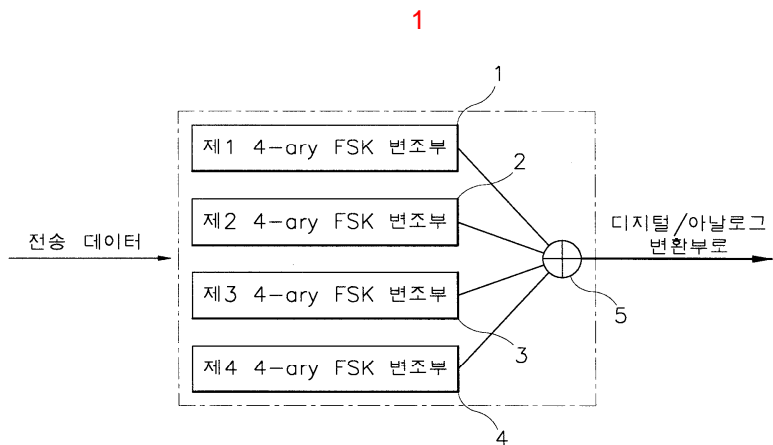 1
1
제1 4-ary FSK 변조부
2
제2 4-ary FSK 변조부
전송 데이터
디지털/아날로그
변환부로
5
제3 4-ary FSK 변조부
3
제4 4-ary FSK 변조부
4